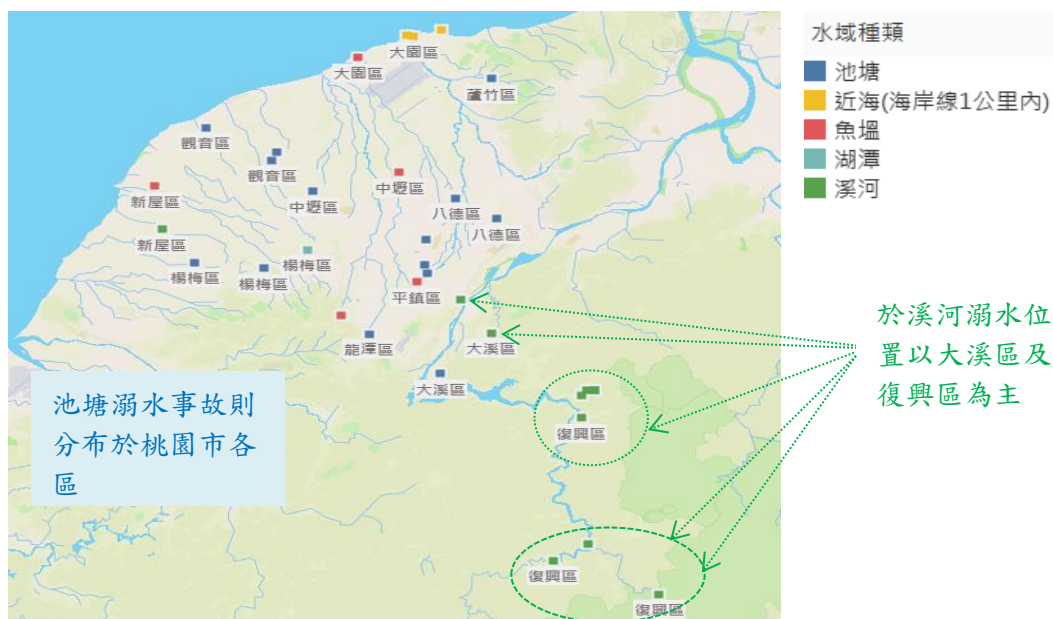 水域種類
池塘
近海(海岸線1公里內)
魚塭
湖潭
溪河
大園區
大園區
蘆竹區
觀音區
觀音區
中壢區
新屋區
中壢區
八德區
八德區
新屋區
楊梅區
楊梅區
楊梅區
平鎮區
龍潭區
大溪區
大溪區
復興區
復興區
復興區
於溪河溺水位
置以大溪區及
復興區為主
池塘溺水事故則
分布於桃園市各
區